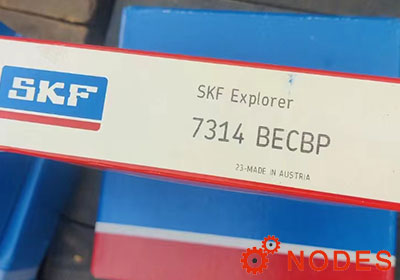 SKF
SKF Explorer
7314 BECBP
23-MADE IN AUSTRIA
NODES